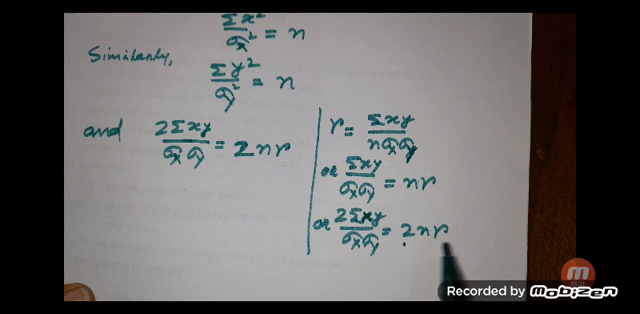 Σx²/σx² = n
Similarly,
Σy²/σy² = n
and 2Σxy/σxσy = 2nr
r = Σxy/nσxσy
or Σxy/σxσy = nr
or 2Σxy/σxσy = 2nr
Recorded by mobizen